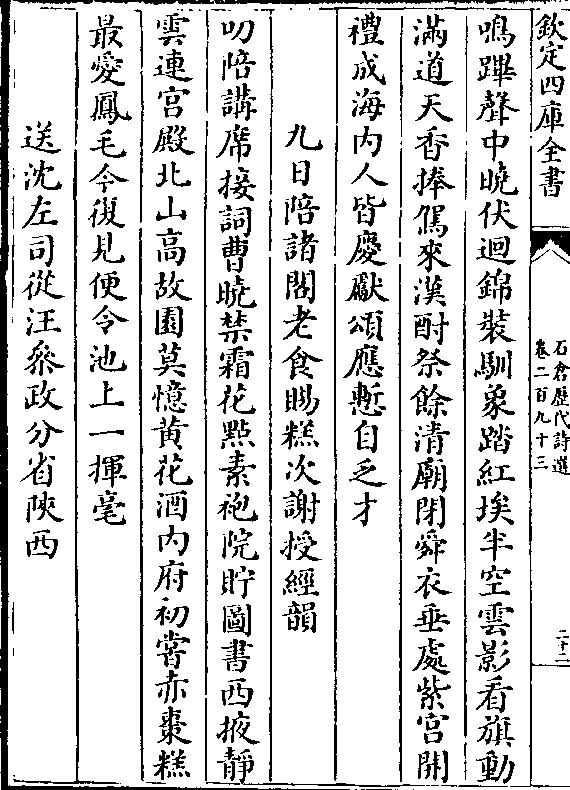 欽定四庫全書
石倉歴代詩選
卷二百九十三
二十二
鳴蹕聲中曉伏迴錦裝馴象踏紅埃半空雲影看旗動
滿道天香捧駕來漢酎祭餘清廟閉舜衣垂處紫宮開
禮成海内人皆慶獻頌應慙自乏才
九日陪諸閣老食賜糕次謝授經韻
叨陪講席接詞曹曉禁霜花㸃素袍院貯圖書西掖靜
雲連宮殿北山高故園莫憶黄花酒内府初嘗赤棗糕
最愛鳳毛今復見便令池上一揮毫
送沈左司從汪叅政分省陜西